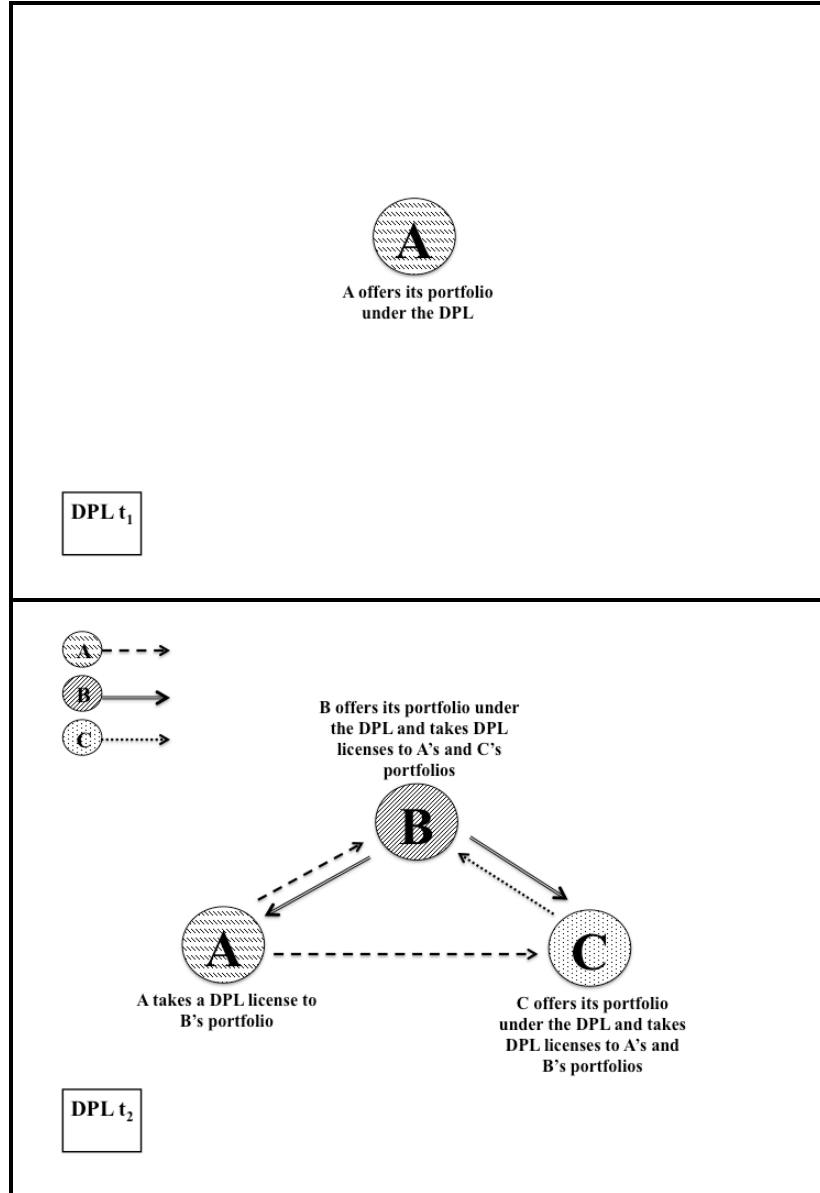 A
A offers its portfolio
under the DPL
DPL t₁
A
B
C
B offers its portfolio under
the DPL and takes DPL
licenses to A's and C's
portfolios
B
A
C
A takes a DPL license to
B's portfolio
C offers its portfolio
under the DPL and takes
DPL licenses to A's and
B's portfolios
DPL t₂